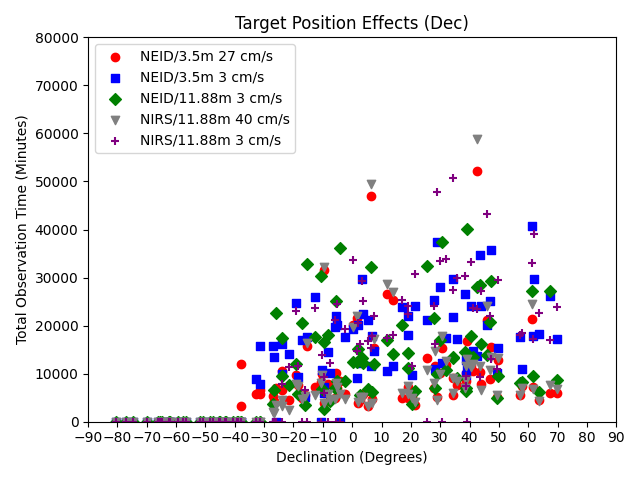 Target Position Effects (Dec)
NEID/3.5m 27 cm/s
NEID/3.5m 3 cm/s
NEID/11.88m 3 cm/s
NIRS/11.88m 40 cm/s
NIRS/11.88m 3 cm/s
Total Observation Time (Minutes)
80000
70000
60000
50000
40000
30000
20000
10000
0
−90 −80 −70 −60 −50 −40 −30 −20 −10 0 10 20 30 40 50 60 70 80 90
Declination (Degrees)